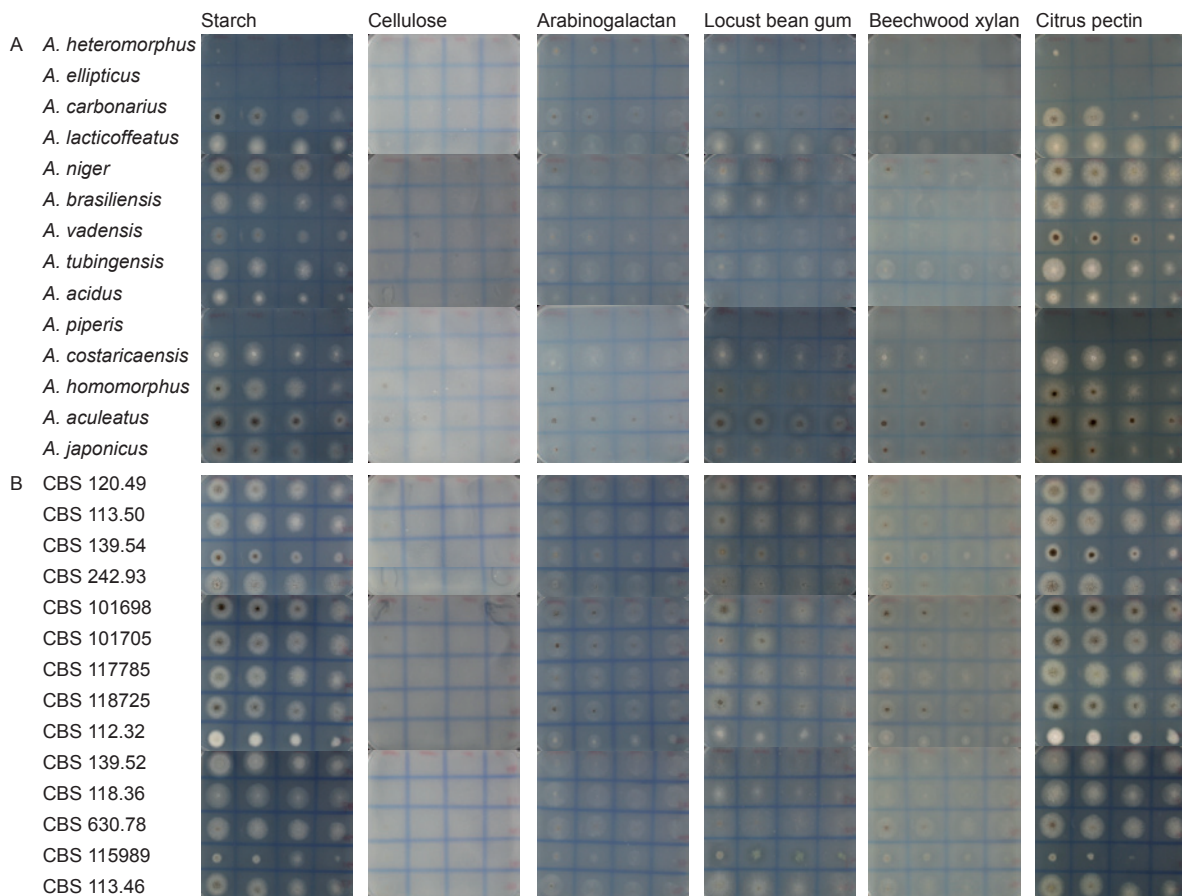 Starch Cellulose Arabinogalactan Locust bean gum Beechwood xylan Citrus pectin
A A. heteromorphus
A. ellipticus
A. carbonarius
A. lacticoffeatus
A. niger
A. brasiliensis
A. vadensis
A. tubingensis
A. acidus
A. piperis
A. costaricaensis
A. homomorphus
A. aculeatus
A. japonicus
B CBS 120.49
CBS 113.50
CBS 139.54
CBS 242.93
CBS 101698
CBS 101705
CBS 117785
CBS 118725
CBS 112.32
CBS 139.52
CBS 118.36
CBS 630.78
CBS 115989
CBS 113.46